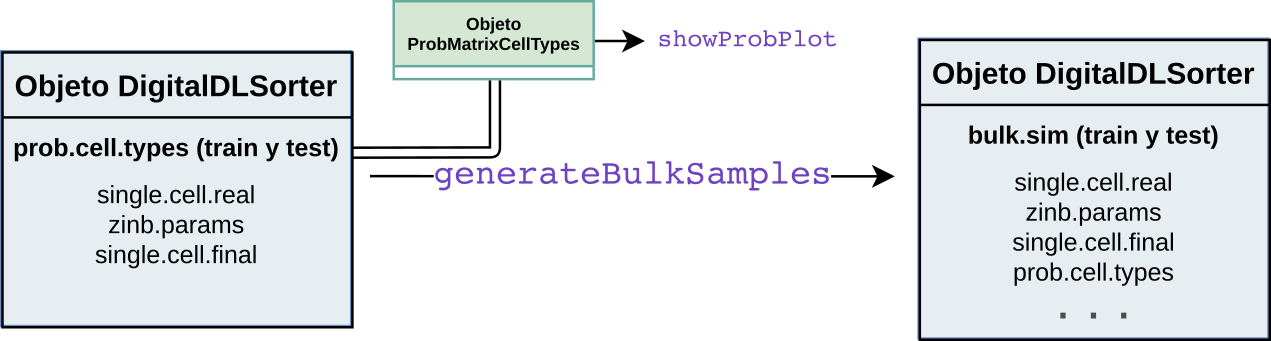 Objeto
ProbMatrixCellTypes
showProbPlot
Objeto DigitalDLSorter
prob.cell.types (train y test)
single.cell.real
zinb.params
single.cell.final
generateBulkSamples
Objeto DigitalDLSorter
bulk.sim (train y test)
single.cell.real
zinb.params
single.cell.final
prob.cell.types
. . .